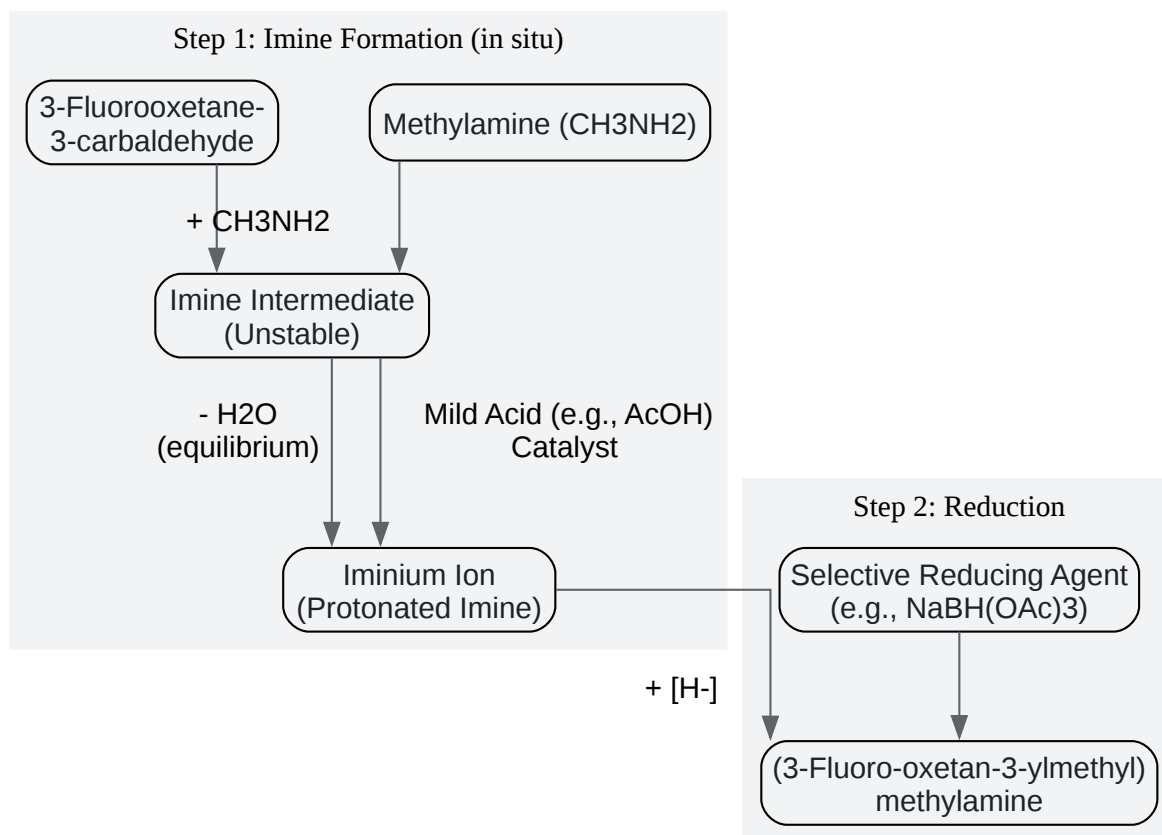 Step 1: Imine Formation (in situ)
3-Fluorooxetane-
3-carbaldehyde
Methylamine (CH3NH2)
+ CH3NH2
Imine Intermediate
(Unstable)
- H2O
(equilibrium)
Mild Acid (e.g., AcOH)
Catalyst
Iminium Ion
(Protonated Imine)
Step 2: Reduction
Selective Reducing Agent
(e.g., NaBH(OAc)3)
+ [H-]
(3-Fluoro-oxetan-3-ylmethyl)
methylamine